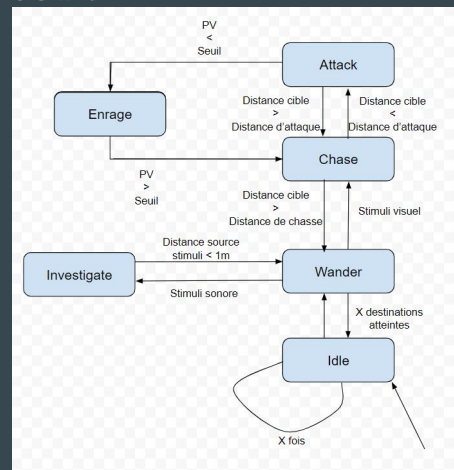 PV
<
Seuil
Attack
Enrage
Distance cible
>
Distance d'attaque
Distance cible
<
Distance d'attaque
Chase
PV
>
Seuil
Distance cible
>
Distance de chasse
Stimuli visuel
Distance source
stimuli < 1m
Investigate
Wander
Stimuli sonore
X destinations
atteintes
Idle
X fois